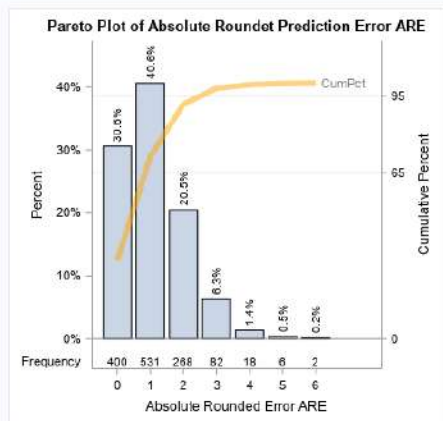 Pareto Plot of Absolute Roundet Prediction Error ARE
40%
30%
20%
10%
0%
Percent
30.6%
40.6%
20.5%
6.3%
1.4%
0.5%
0.2%
CumPct
95
65
0
Cumulative Percent
Frequency 400 531 268 82 18 6 2
0 1 2 3 4 5 6
Absolute Rounded Error ARE